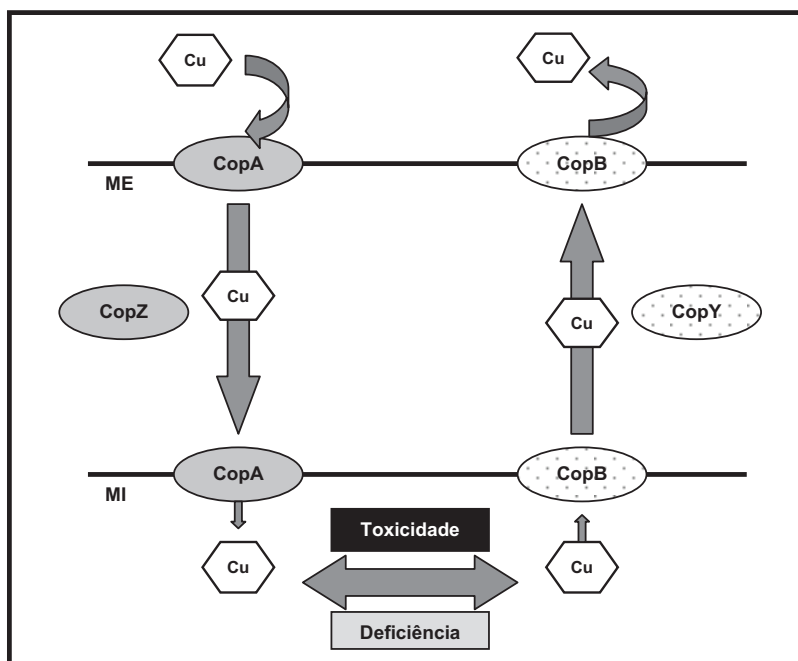 Cu
Cu
CopA
CopB
ME
CopZ
Cu
Cu
CopY
CopA
CopB
MI
Toxicidade
Cu
Cu
Deficiência